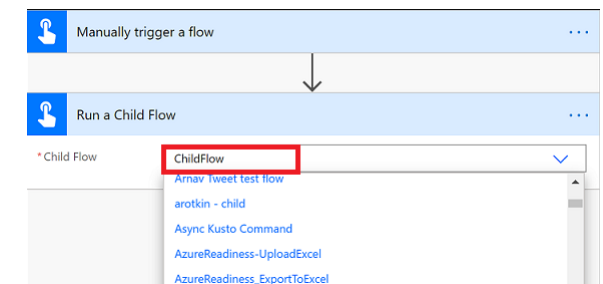 Manually trigger a flow
Run a Child Flow
* Child Flow
ChildFlow
Arnav Tweet test flow
arotkin - child
Async Kusto Command
AzureReadiness-UploadExcel
AzureReadiness_ExportToExcel